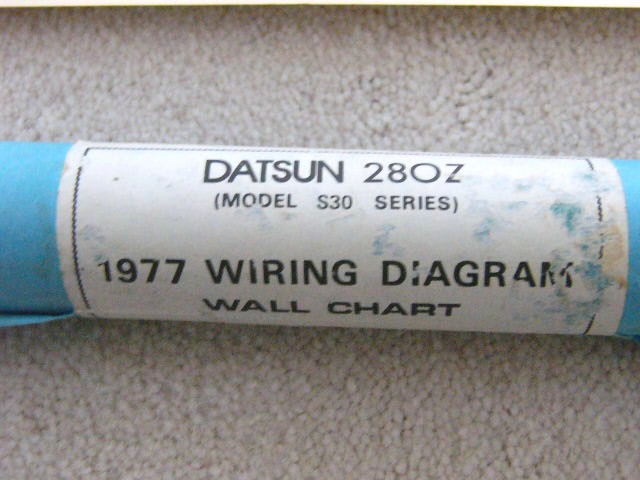 DATSUN 280Z
(MODEL S30 SERIES)
1977 WIRING DIAGRAM
WALL CHART